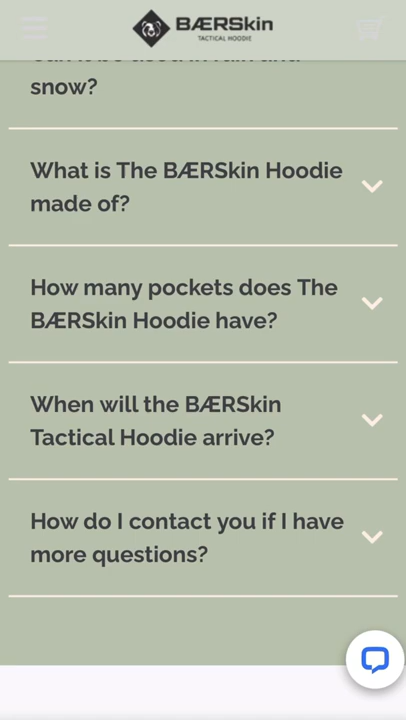 BÆRSkin
TACTICAL HOODIE
snow?
What is The BÆRSkin Hoodie
made of?
How many pockets does The
BÆRSkin Hoodie have?
When will the BÆRSkin
Tactical Hoodie arrive?
How do I contact you if I have
more questions?